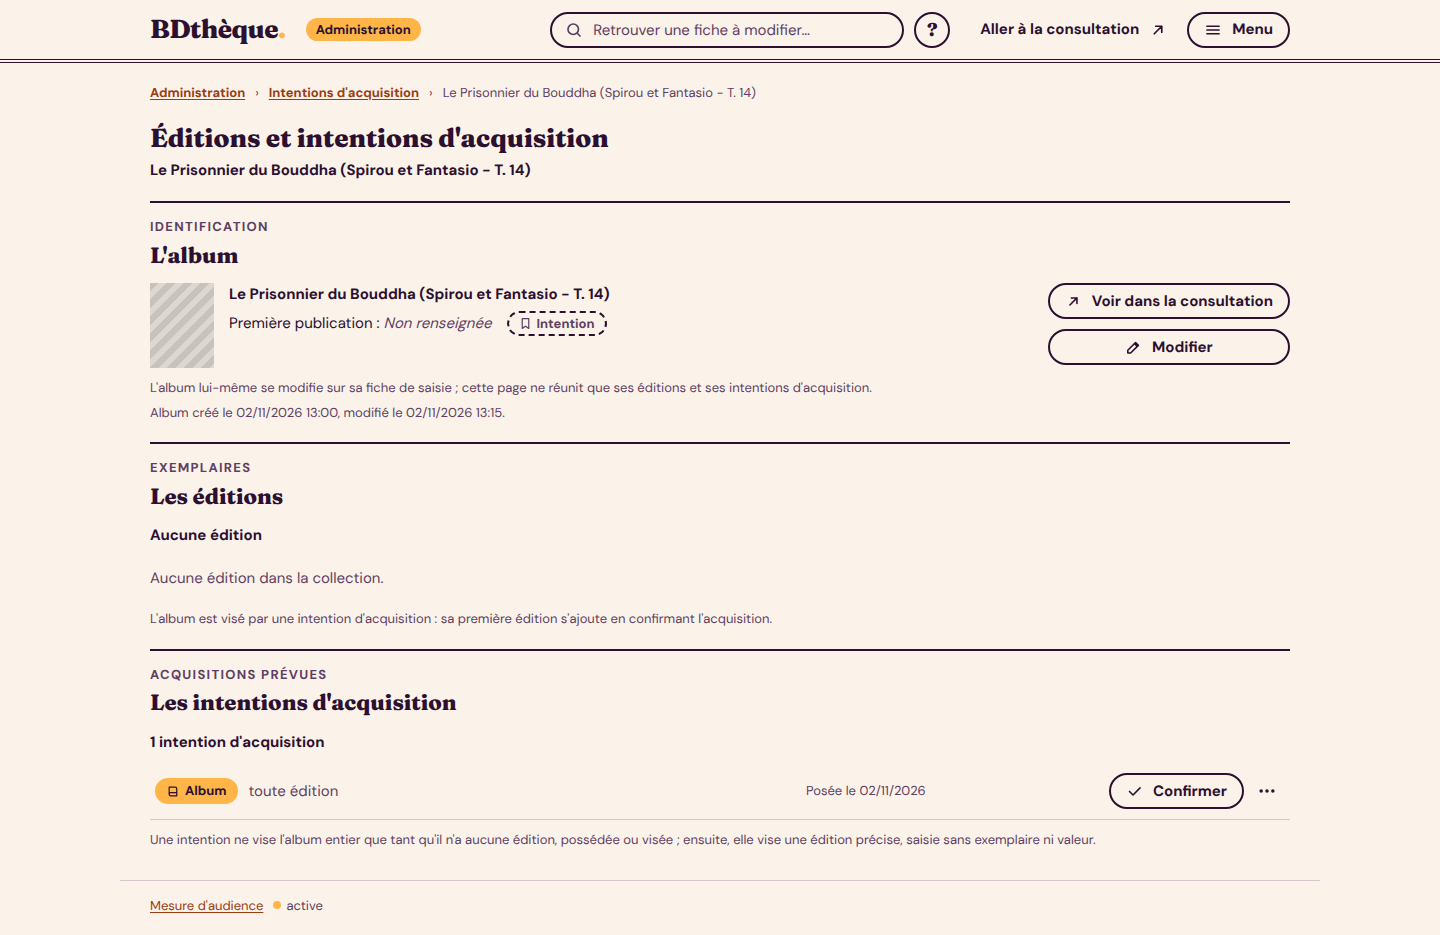 BDthèque.
Administration
Retrouver une fiche à modifier...
?
Aller à la consultation
Menu
Administration › Intentions d'acquisition › Le Prisonnier du Bouddha (Spirou et Fantasio - T. 14)
Éditions et intentions d'acquisition
Le Prisonnier du Bouddha (Spirou et Fantasio - T. 14)
IDENTIFICATION
L'album
Le Prisonnier du Bouddha (Spirou et Fantasio - T. 14)
Première publication : Non renseignée
Intention
Voir dans la consultation
Modifier
L'album lui-même se modifie sur sa fiche de saisie ; cette page ne réunit que ses éditions et ses intentions d'acquisition.
Album créé le 02/11/2026 13:00, modifié le 02/11/2026 13:15.
EXEMPLAIRES
Les éditions
Aucune édition
Aucune édition dans la collection.
L'album est visé par une intention d'acquisition : sa première édition s'ajoute en confirmant l'acquisition.
ACQUISITIONS PRÉVUES
Les intentions d'acquisition
1 intention d'acquisition
Album
toute édition
Posée le 02/11/2026
Confirmer
Une intention ne vise l'album entier que tant qu'il n'a aucune édition, possédée ou visée ; ensuite, elle vise une édition précise, saisie sans exemplaire ni valeur.
Mesure d'audience
active